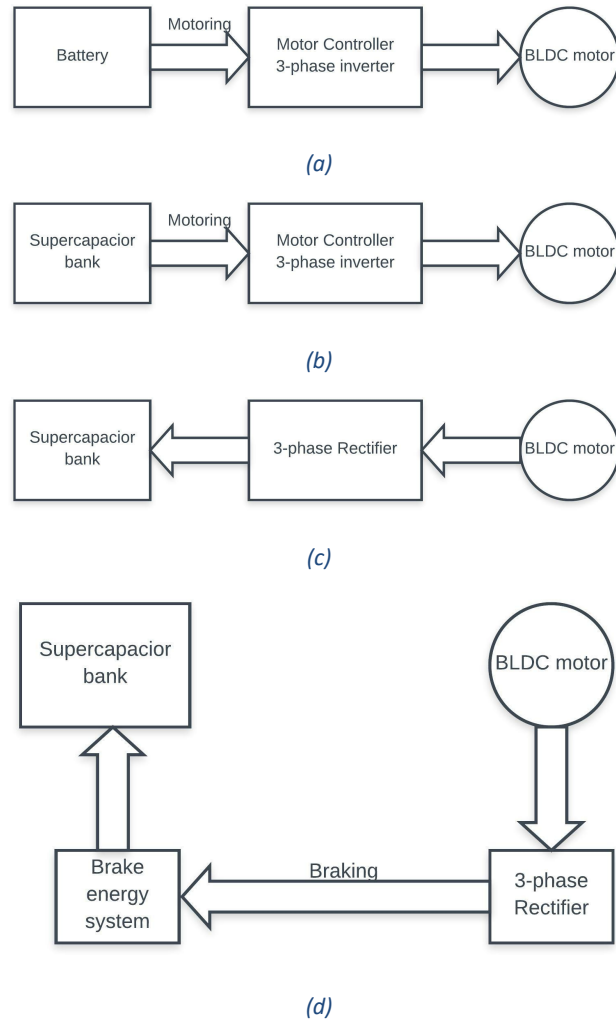 Motoring
Battery
Motor Controller
3-phase inverter
BLDC motor
(a)
Motoring
Supercapacior
bank
Motor Controller
3-phase inverter
BLDC motor
(b)
Supercapacior
bank
3-phase Rectifier
BLDC motor
(c)
Supercapacior
bank
BLDC motor
Brake
energy
system
Braking
3-phase
Rectifier
(d)